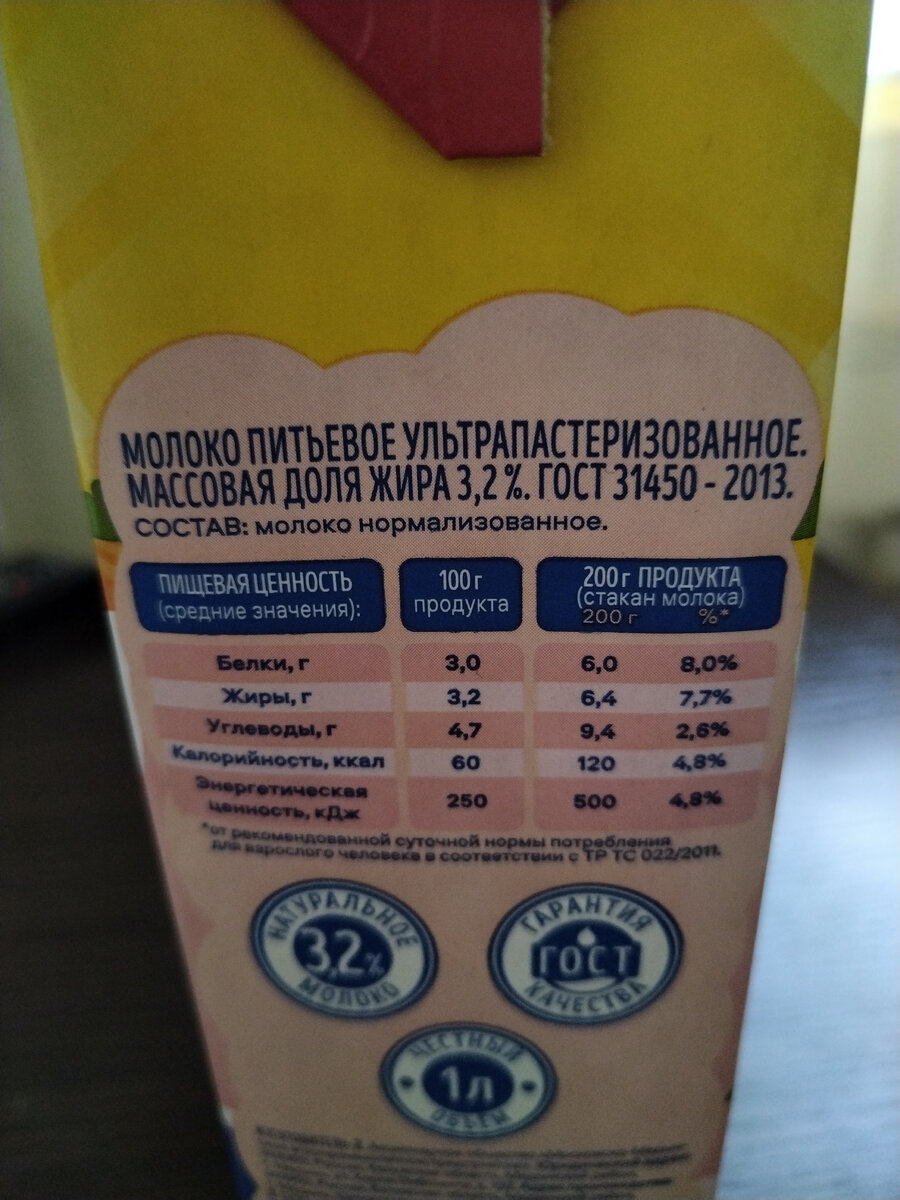 МОЛОКО ПИТЬЕВОЕ УЛЬТРАПАСТЕРИЗОВАННОЕ.
МАССОВАЯ ДОЛЯ ЖИРА 3,2%. ГОСТ 31450 - 2013.
СОСТАВ: молоко нормализованное.
ПИЩЕВАЯ ЦЕННОСТЬ 100 г 200 г ПРОДУКТА
(средние значения): продукта (стакан молока)
200 г %*
Белки, г 3,0 6,0 8,0%
Жиры, г 3,2 6,4 7,7%
Углеводы, г 4,7 9,4 2,6%
Калорийность, ккал 60 120 4,8%
Энергетическая
ценность, кДж 250 500 4,8%
*от рекомендованной суточной нормы потребления
для взрослого человека в соответствии с ТР ТС 022/2011.
НАТУРАЛЬНОЕ
3,2%
МОЛОКО
ГАРАНТИЯ
ГОСТ
КАЧЕСТВА
ЧЕСТНЫЙ
1л
ОБЪЕМ